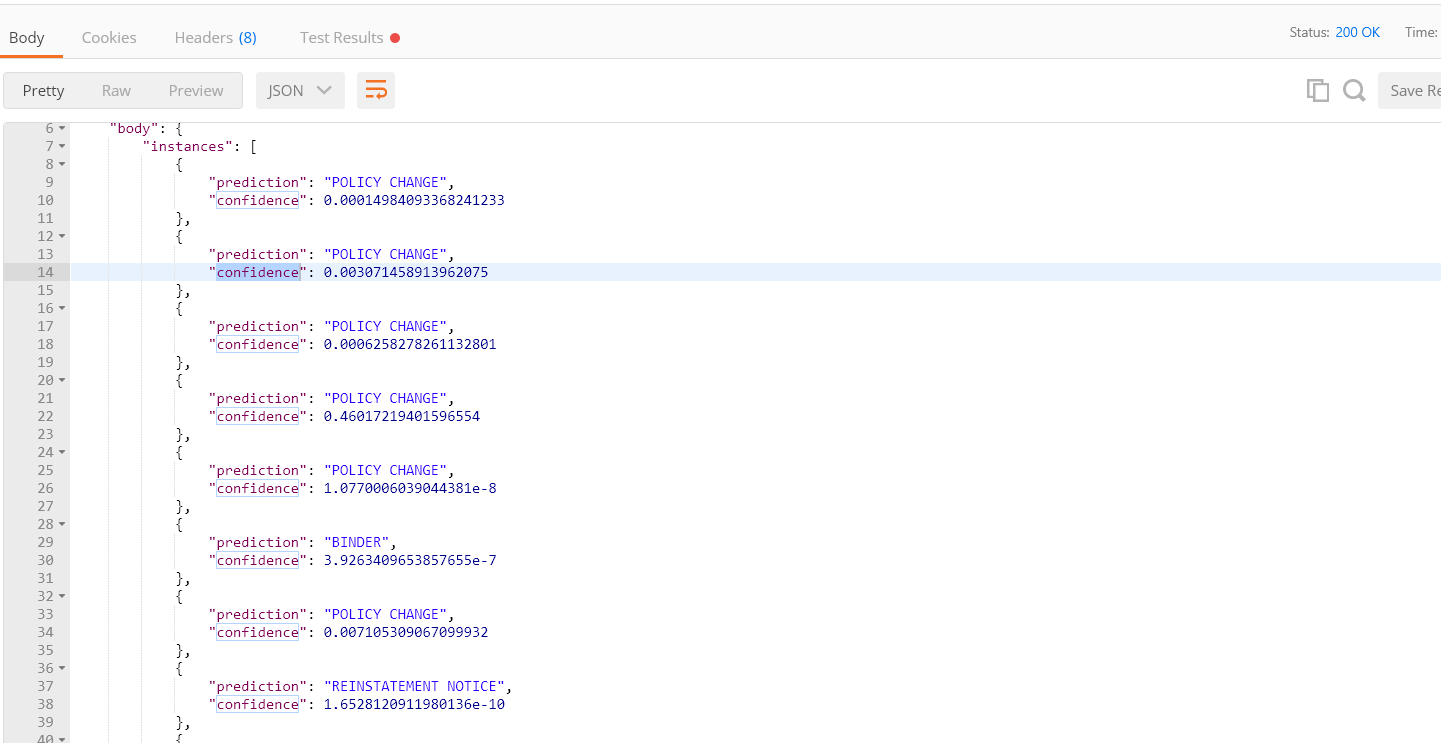 Body Cookies Headers (8) Test Results Status: 200 OK Time:
Pretty Raw Preview JSON Save Re
6 "body": {
7 "instances": [
8 {
9 "prediction": "POLICY CHANGE",
10 "confidence": 0.00014984093368241233
11 },
12 {
13 "prediction": "POLICY CHANGE",
14 "confidence": 0.003071458913962075
15 },
16 {
17 "prediction": "POLICY CHANGE",
18 "confidence": 0.0006258278261132801
19 },
20 {
21 "prediction": "POLICY CHANGE",
22 "confidence": 0.46017219401596554
23 },
24 {
25 "prediction": "POLICY CHANGE",
26 "confidence": 1.0770006039044381e-8
27 },
28 {
29 "prediction": "BINDER",
30 "confidence": 3.9263409653857655e-7
31 },
32 {
33 "prediction": "POLICY CHANGE",
34 "confidence": 0.007105309067099932
35 },
36 {
37 "prediction": "REINSTATEMENT NOTICE",
38 "confidence": 1.6528120911980136e-10
39 },
40 {